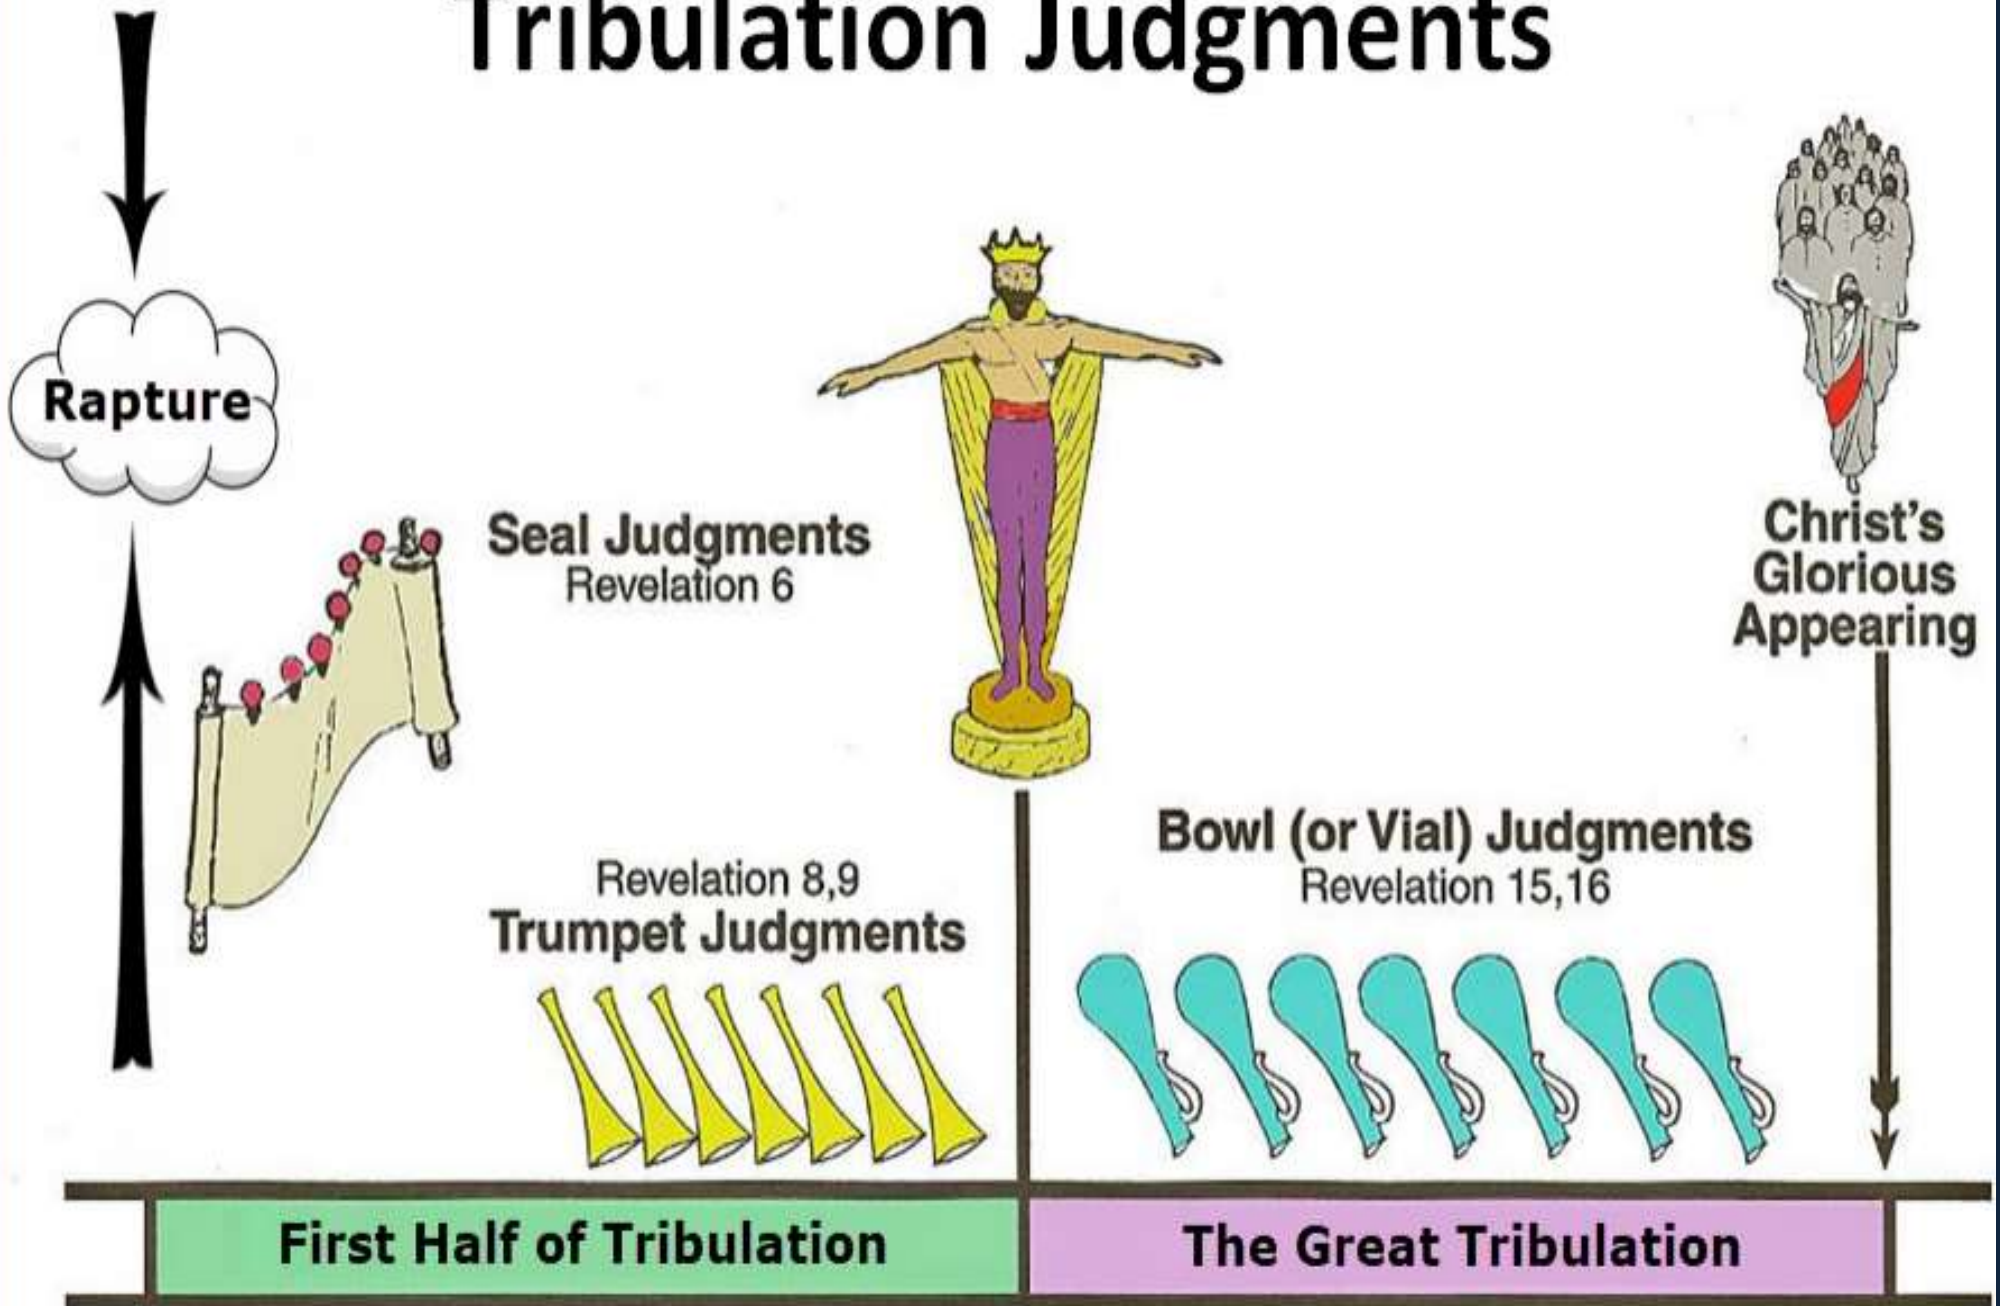 Tribulation Judgments
Rapture
Seal Judgments
Revelation 6
Christ's
Glorious
Appearing
Revelation 8,9
Trumpet Judgments
Bowl (or Vial) Judgments
Revelation 15,16
First Half of Tribulation
The Great Tribulation